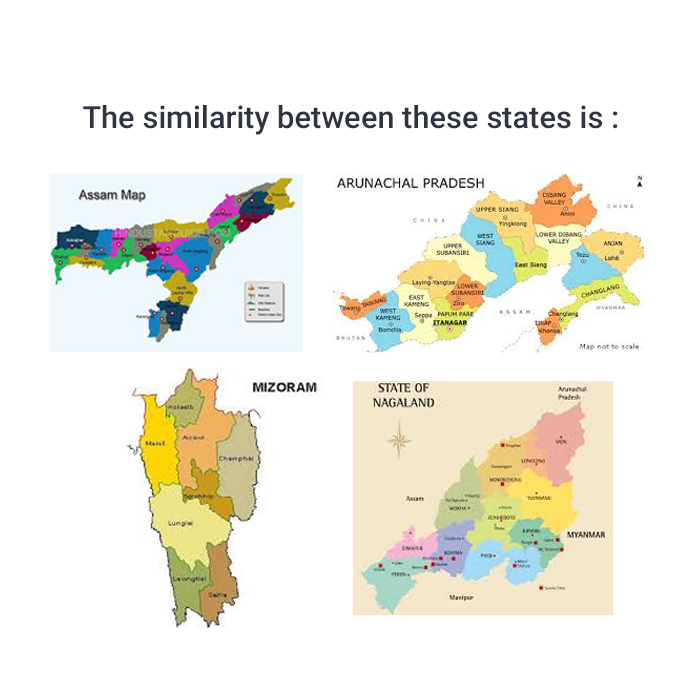 The similarity between these states is :
Assam Map
ARUNACHAL PRADESH
N
CHINA
CHINA
UPPER SIANG
Yingkiong
DIBANG
VALLEY
Anini
WEST
SIANG
LOWER DIBANG
VALLEY
UPPER
SUBANSIRI
East Siang
Tezu
ANJAN
Lohit
Laying-Yangtse
LOWER
SUBANSIRI
Ziro
Tawang TAWANG
EAST
KAMENG
Seppa
PAPUM PARE
ITANAGAR
WEST
KAMENG
Bomdila
CHANGLANG
Changlang
ASSAM
MYANMAR
TIRAP
Khonsa
BHUTAN
Map not to scale
MIZORAM
Kolasib
Mamit
Aizawl
Champhai
Serchhip
Lunglei
Lawngtlai
Saiha
STATE OF
NAGALAND
Arunachal
Pradesh
MON
LONGLENG
MOKOKCHUNG
TUENSANG
Assam
WOKHA
ZUNHEBOTO
KIPHIRE
MYANMAR
DIMAPUR
KOHIMA
PHEK
PEREN
Manipur